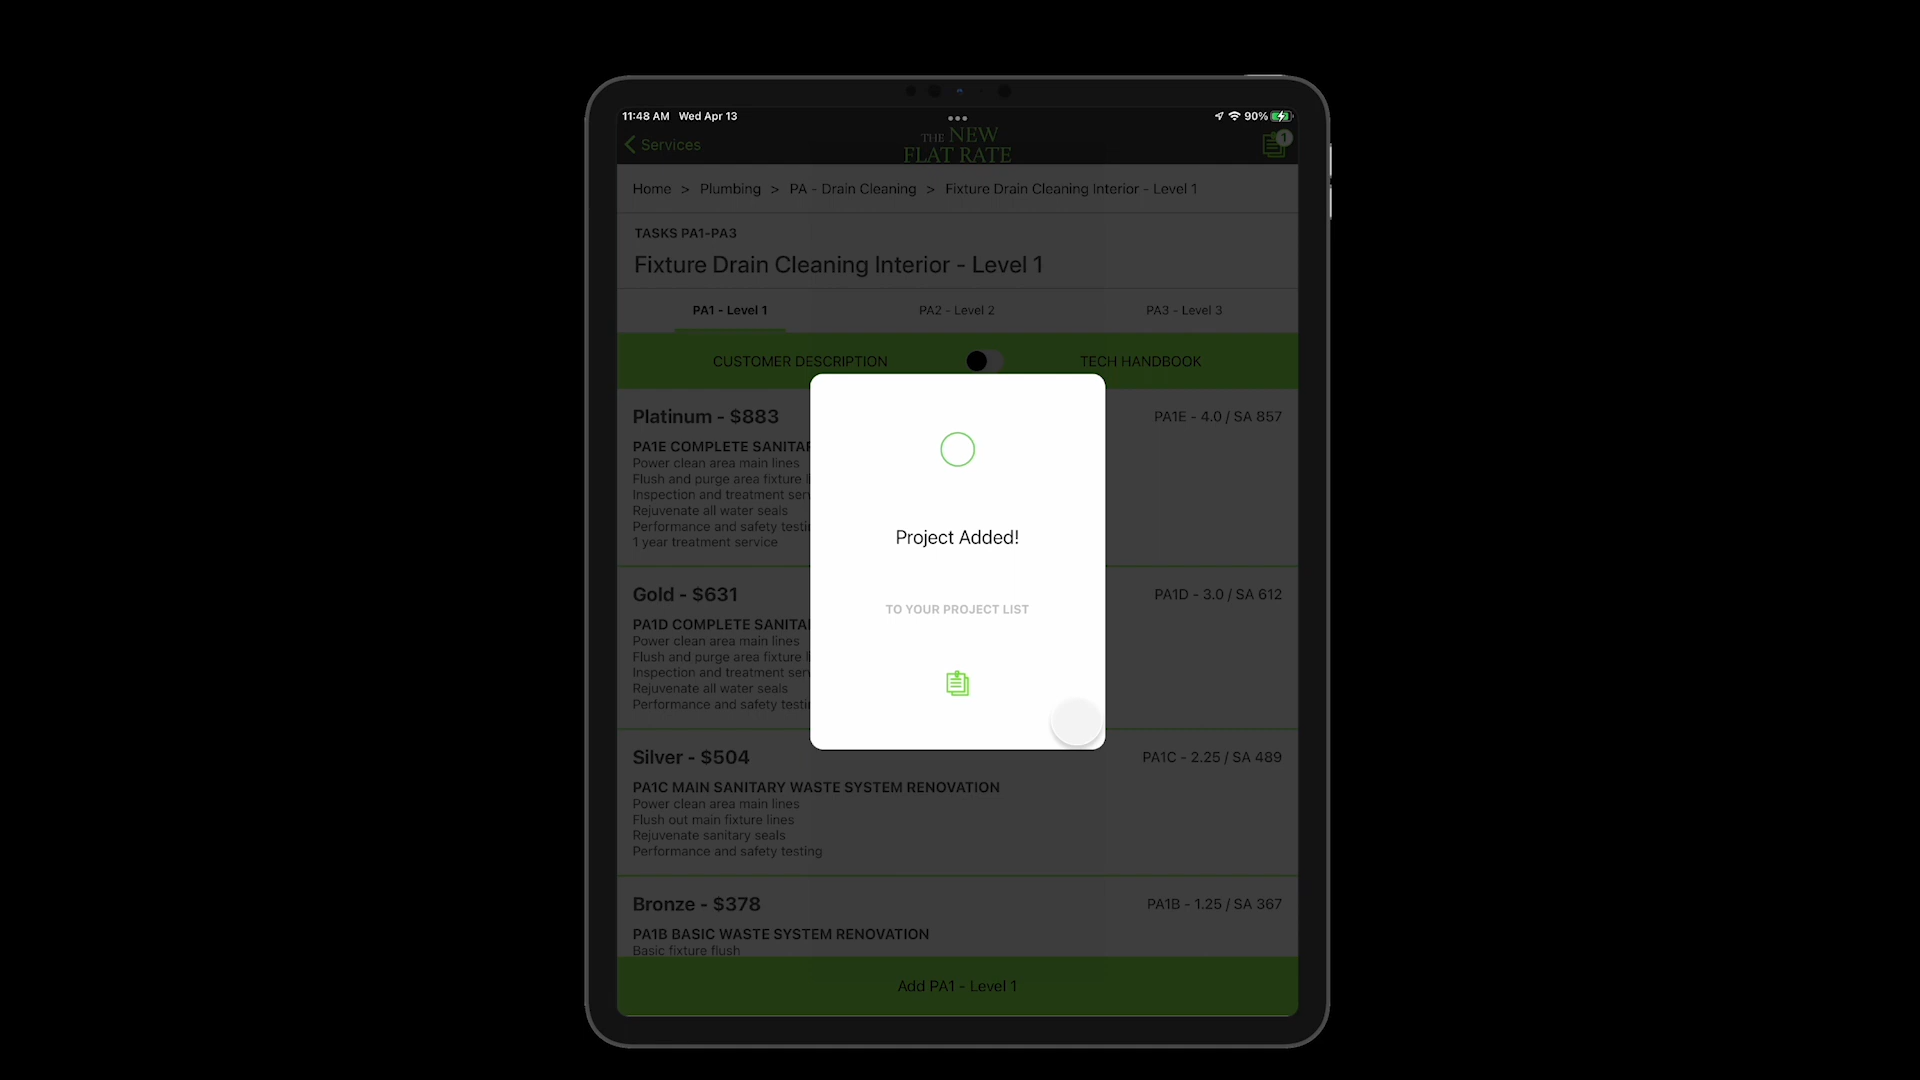 11:48 AM Wed Apr 13
90%
Services
THE NEW
FLAT RATE
1
Home > Plumbing > PA - Drain Cleaning > Fixture Drain Cleaning Interior - Level 1
TASKS PA1-PA3
Fixture Drain Cleaning Interior - Level 1
PA1 - Level 1
PA2 - Level 2
PA3 - Level 3
CUSTOMER DESCRIPTION
TECH HANDBOOK
Platinum - $883
PA1E - 4.0 / SA 857
PA1E COMPLETE
Power clean area main lines
Flush and purge area fixture
Inspection and treatment
Rejuvenate all water seals
Performance and safety
1 year treatment service
Gold - $631
PA1D - 3.0 / SA 612
PA1D COMPLETE
Power clean area main lines
Flush and purge area fixture
Inspection and treatment
Rejuvenate all water seals
Performance and safety
Project Added!
TO YOUR PROJECT LIST
Silver - $504
PA1C - 2.25 / SA 489
PA1C MAIN SANITARY WASTE SYSTEM RENOVATION
Power clean area main lines
Flush out main fixture lines
Rejuvenate sanitary seals
Performance and safety testing
Bronze - $378
PA1B - 1.25 / SA 367
PA1B BASIC WASTE SYSTEM RENOVATION
Basic fixture flush
Add PA1 - Level 1